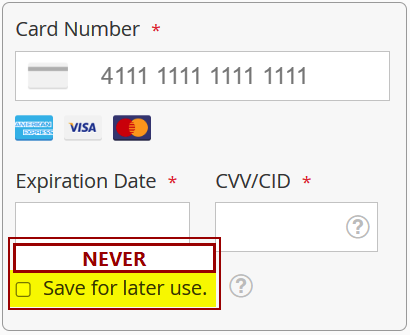 Card Number *
4111 1111 1111 1111
AMERICAN EXPRESS VISA
Expiration Date * CVV/CID *
?
NEVER
Save for later use. ?